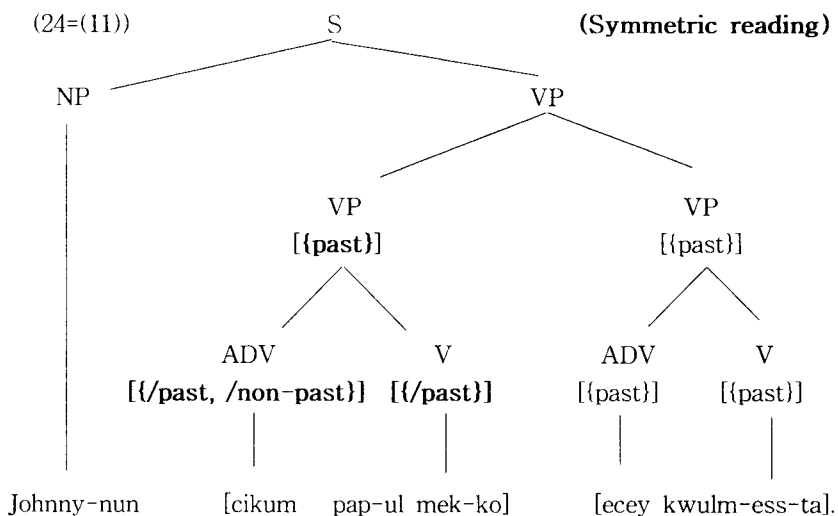 (24=(11)) S (Symmetric reading)
NP VP
VP VP
[{past}] [{past}]
ADV V ADV V
[{/past, /non-past}] [{/past}] [{past}] [{past}]
Johnny-nun [cikum pap-ul mek-ko] [ecey kwulm-ess-ta].